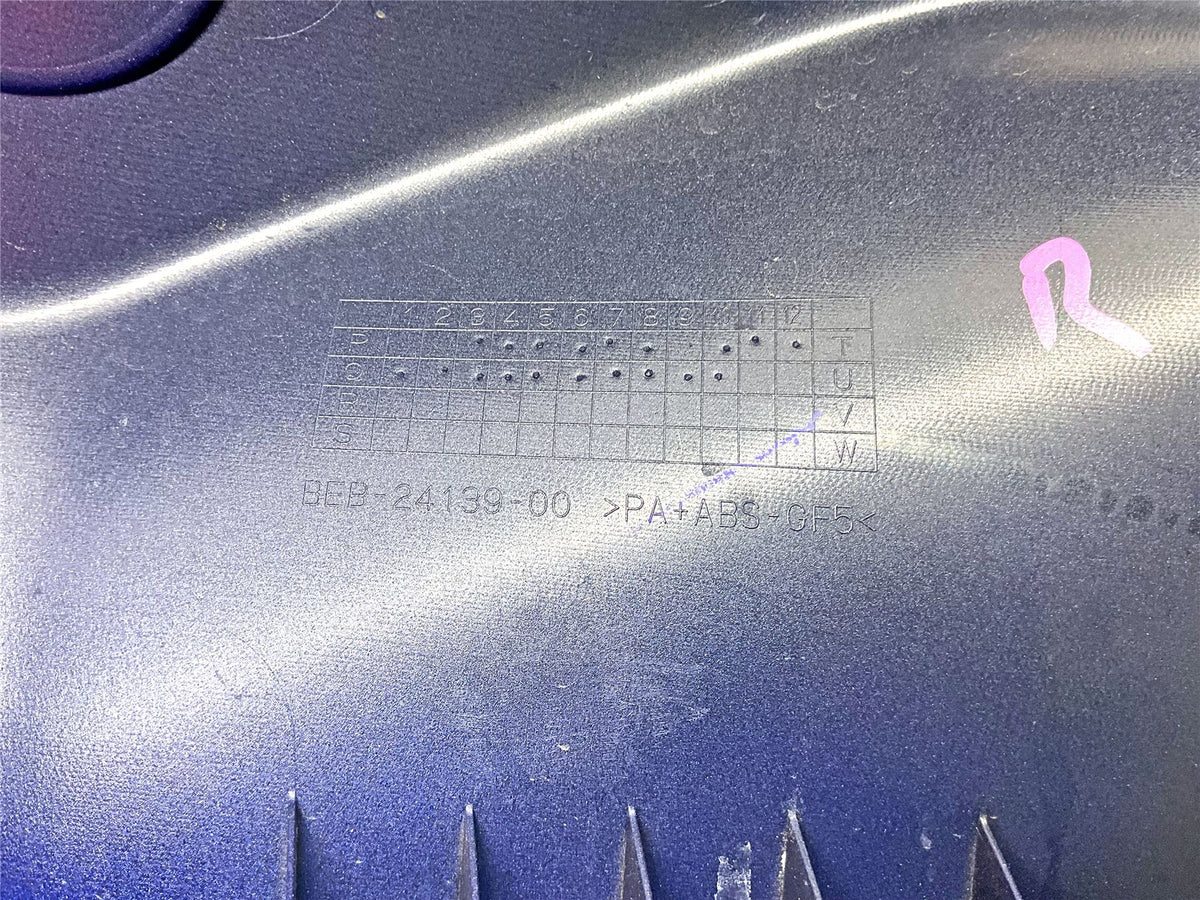 1 2 3 4 5 6 7 8 9 10 11 12
P T
Q U
R V
S W
BEB-24139-00 >PA+ABS-GF5<
R